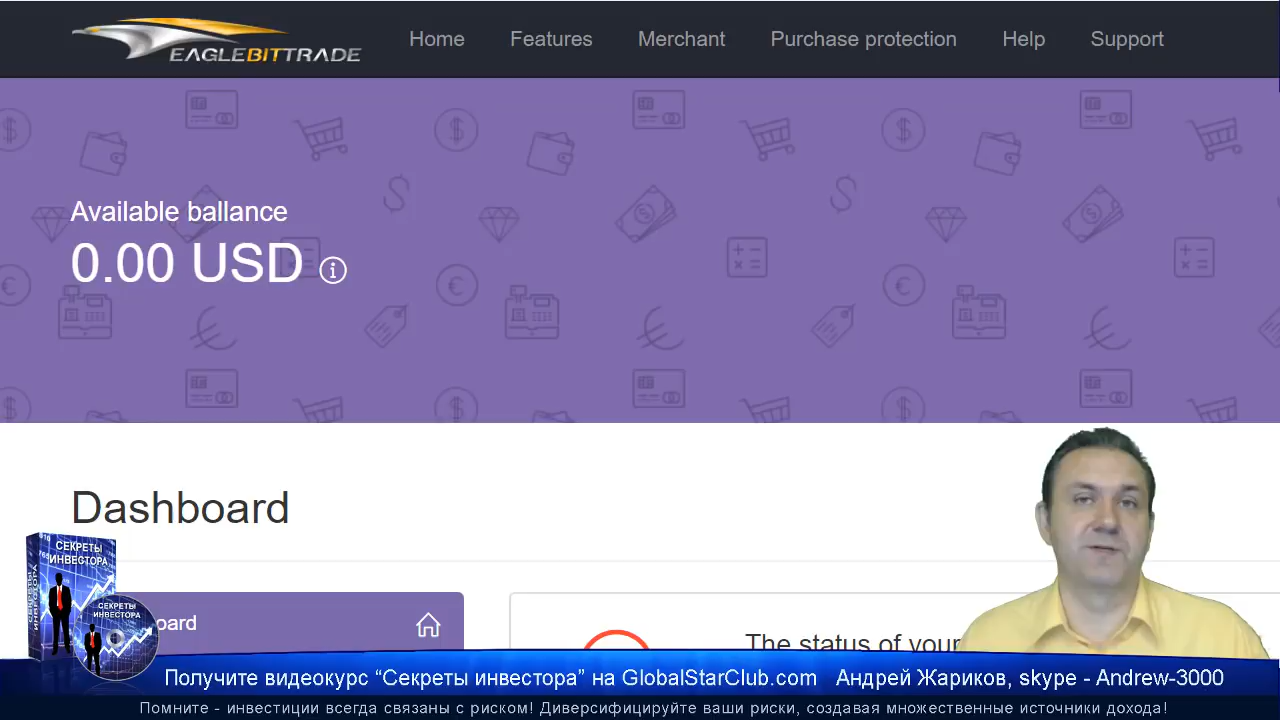 EAGLEBITTRADE
Home Features Merchant Purchase protection Help Support
Available ballance
0.00 USD
Dashboard
СЕКРЕТЫ
ИНВЕСТОРА
СЕКРЕТЫ
ИНВЕСТОРА
oard
The status of your
Получите видеокурс “Секреты инвестора” на GlobalStarClub.com Андрей Жариков, skype - Andrew-3000
Помните - инвестиции всегда связаны с риском! Диверсифицируйте ваши риски, создавая множественные источники дохода!